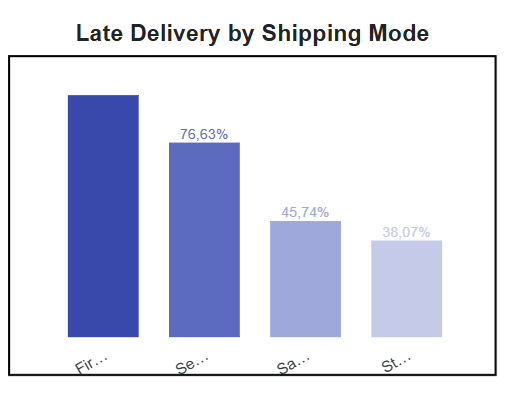 Late Delivery by Shipping Mode
76,63%
45,74%
38,07%
Fir... Se... Sa... St...